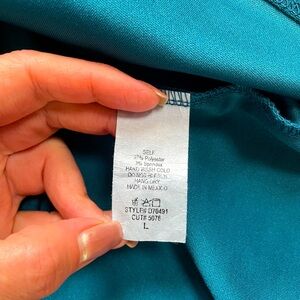 SELF
97% Polyester
3% Spandex
HAND WASH COLD
DO NOT BLEACH
HANG DRY
MADE IN MEXICO
STYLE# D70491
CUT# 5076
L